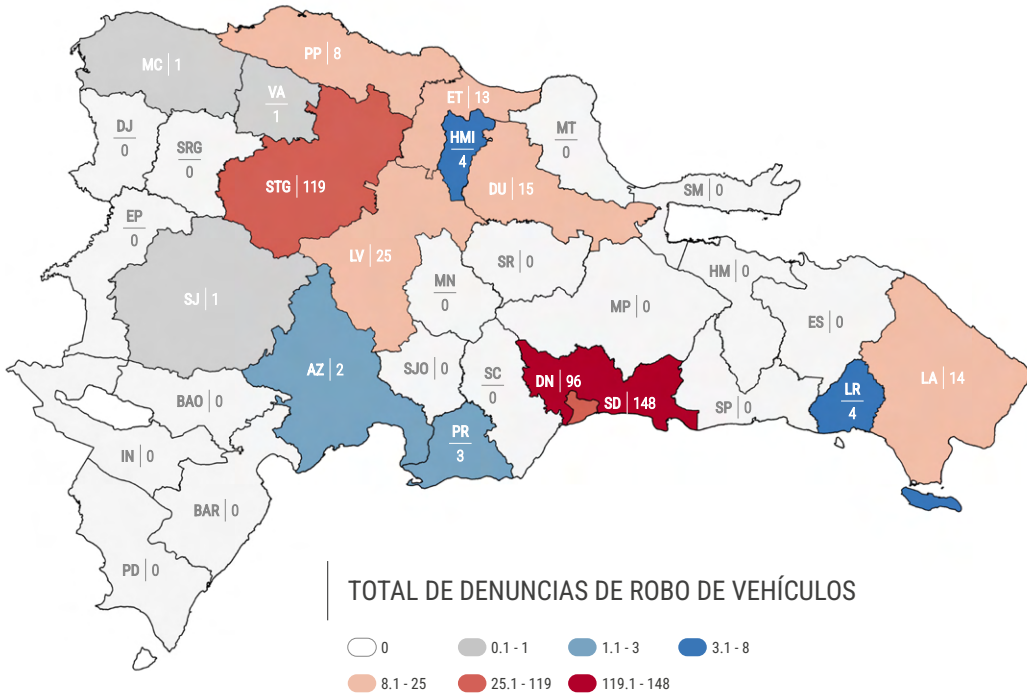 PP | 8
MC | 1
VA
1
ET | 13
DJ
0
SRG
0
HMI
4
MT
0
STG | 119
DU | 15
SM | 0
EP
0
LV | 25
SR | 0
HM | 0
MN
0
SJ | 1
MP | 0
ES | 0
AZ | 2
SJO | 0
SC
0
DN | 96
SD | 148
LA | 14
LR
4
BAO | 0
SP | 0
PR
3
IN | 0
BAR | 0
PD | 0
TOTAL DE DENUNCIAS DE ROBO DE VEHÍCULOS
0
0.1 - 1
1.1 - 3
3.1 - 8
8.1 - 25
25.1 - 119
119.1 - 148